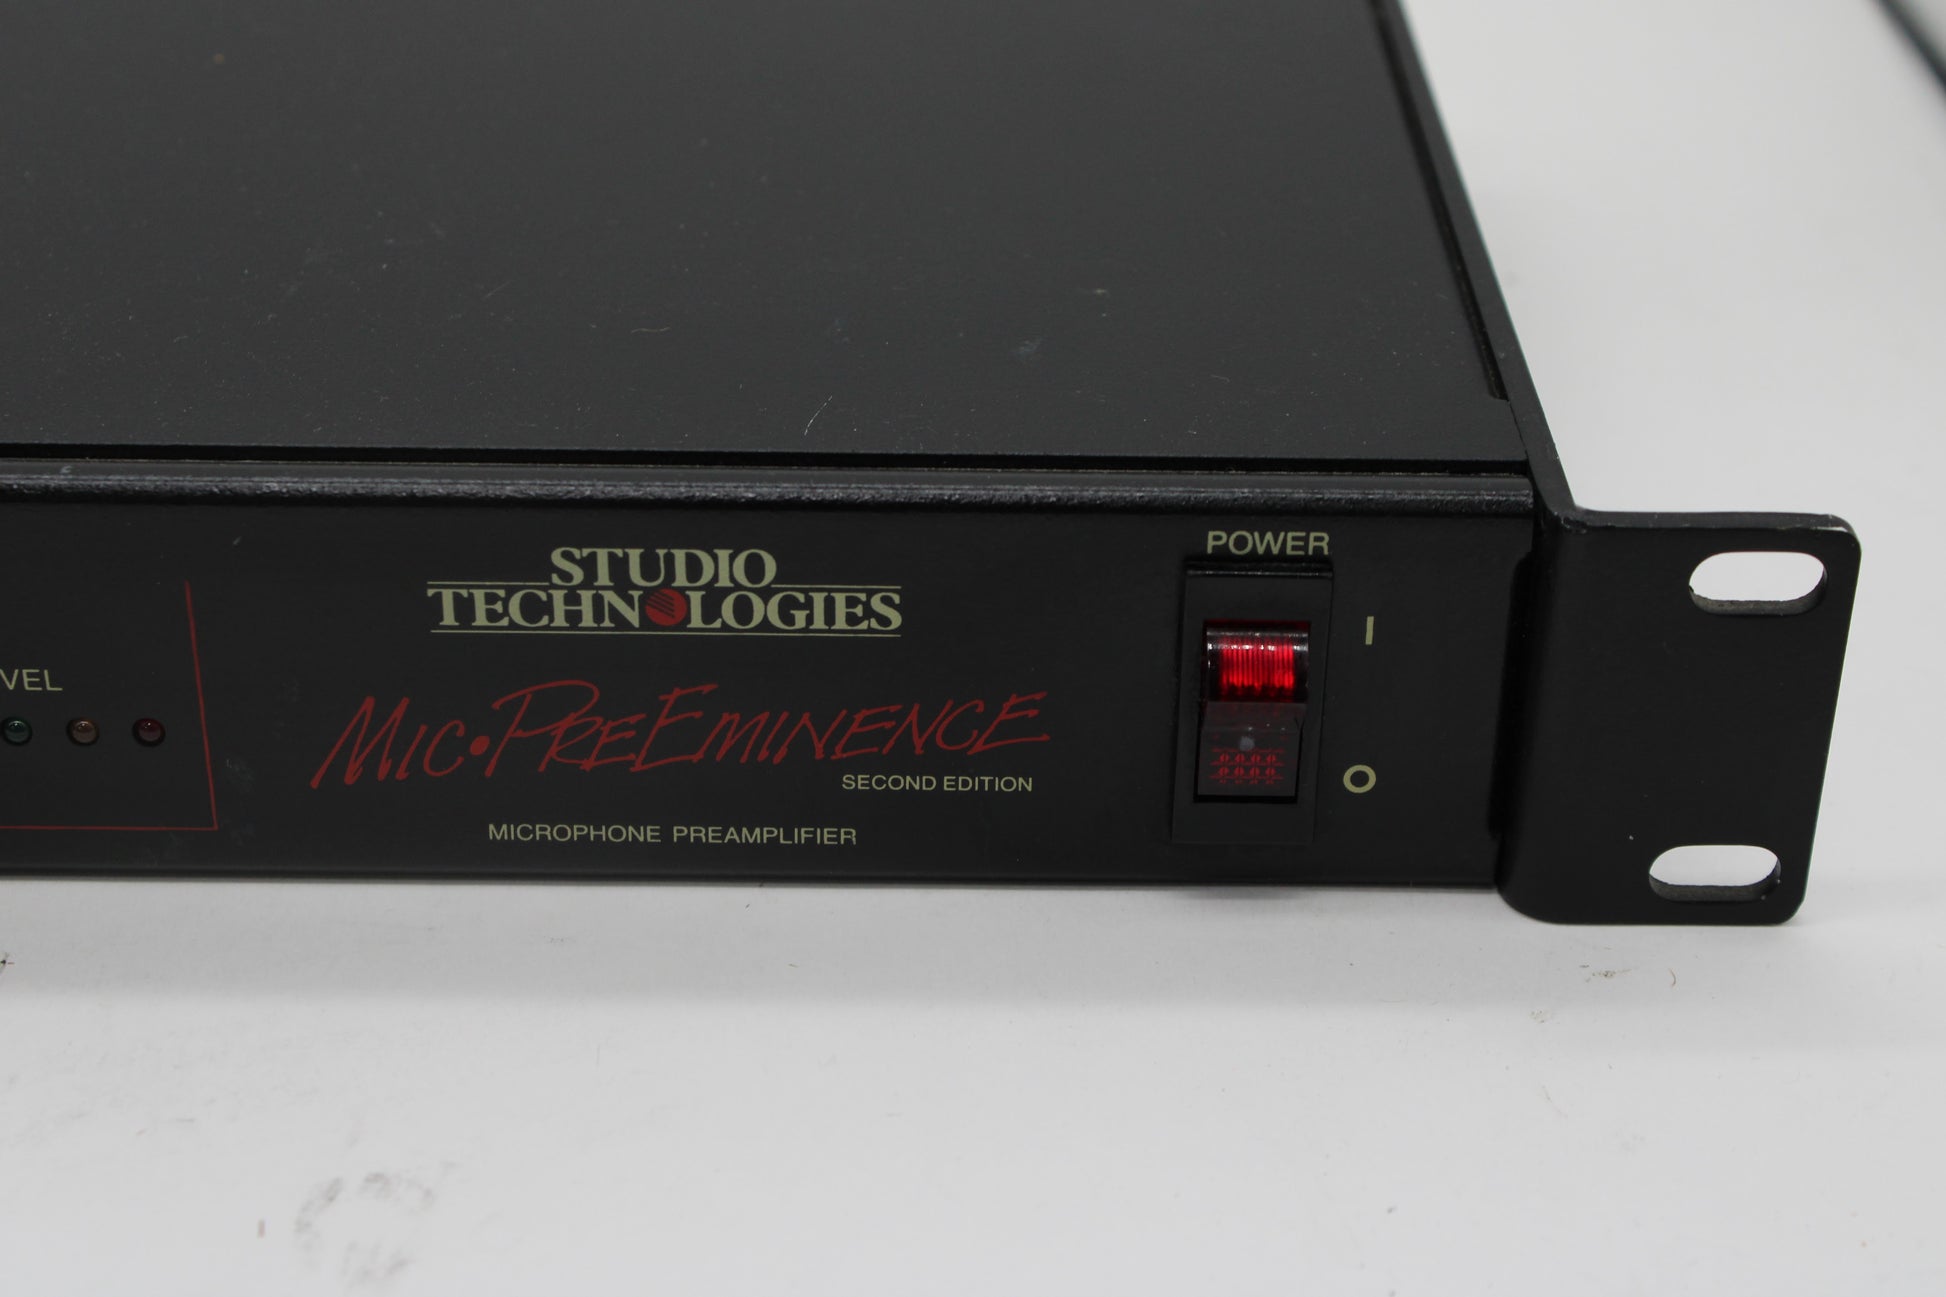 STUDIO
TECHNOLOGIES
POWER
I
VEL
MIC•PREEMINENCE
SECOND EDITION
O
MICROPHONE PREAMPLIFIER